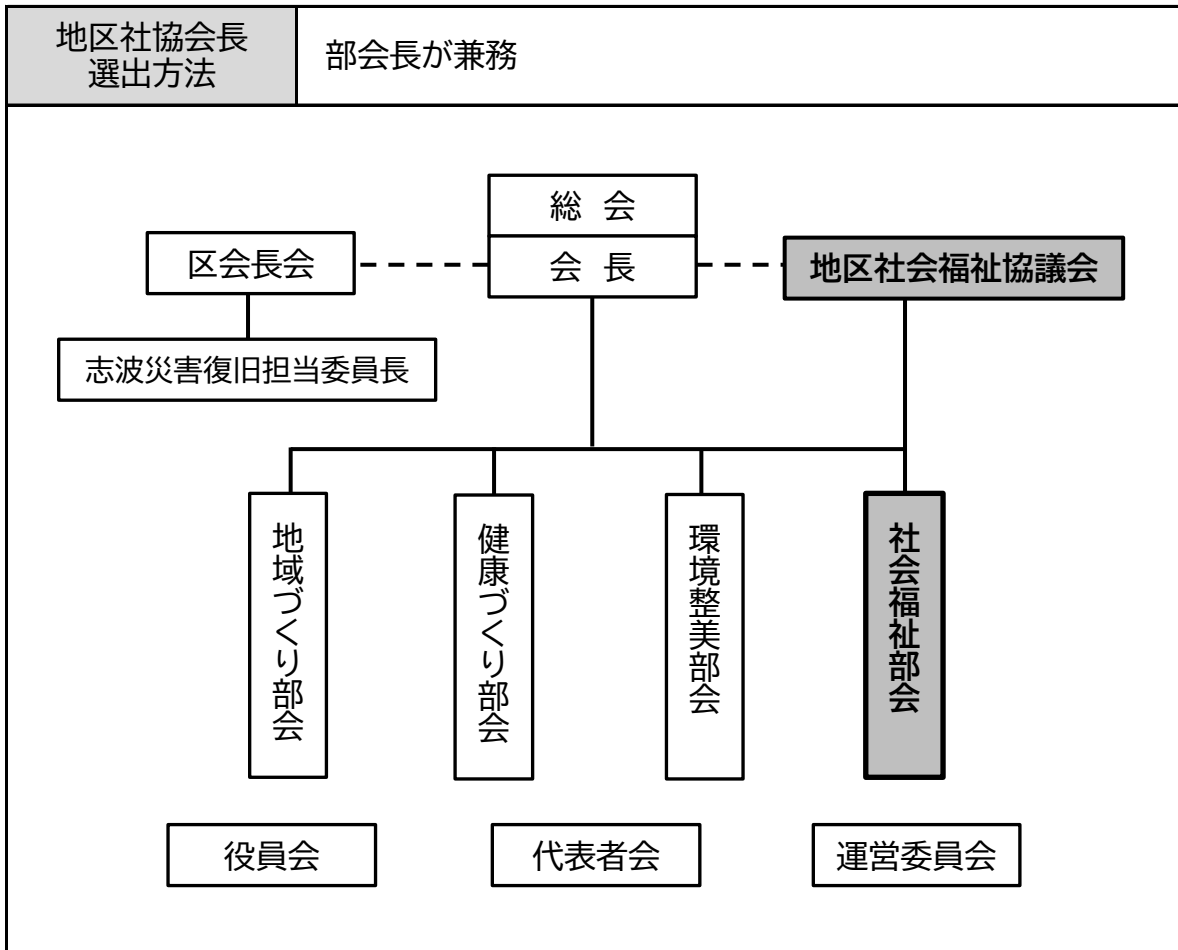 地区社協会長
選出方法
部会長が兼務
総 会
区会長会
会 長
地区社会福祉協議会
志波災害復旧担当委員長
地域づくり部会
健康づくり部会
環境整美部会
社会福祉部会
役員会
代表者会
運営委員会